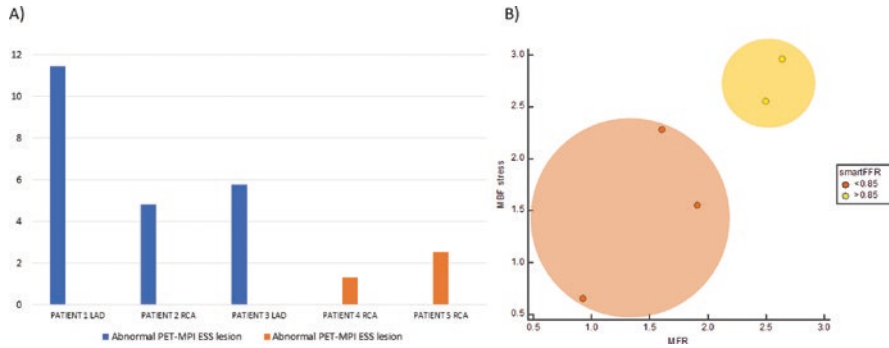 A)
B)
12
10
8
6
4
2
0
PATIENT 1 LAD PATIENT 2 RCA PATIENT 3 LAD PATIENT 4 RCA PATIENT 5 RCA
Abnormal PET-MPI ESS lesion Abnormal PET-MPI ESS lesion
3.0
2.5
2.0
1.5
1.0
0.5
MBF stress
0.5 1.0 1.5 2.0 2.5 3.0
MFR
smartFFR
<0.85
>0.85